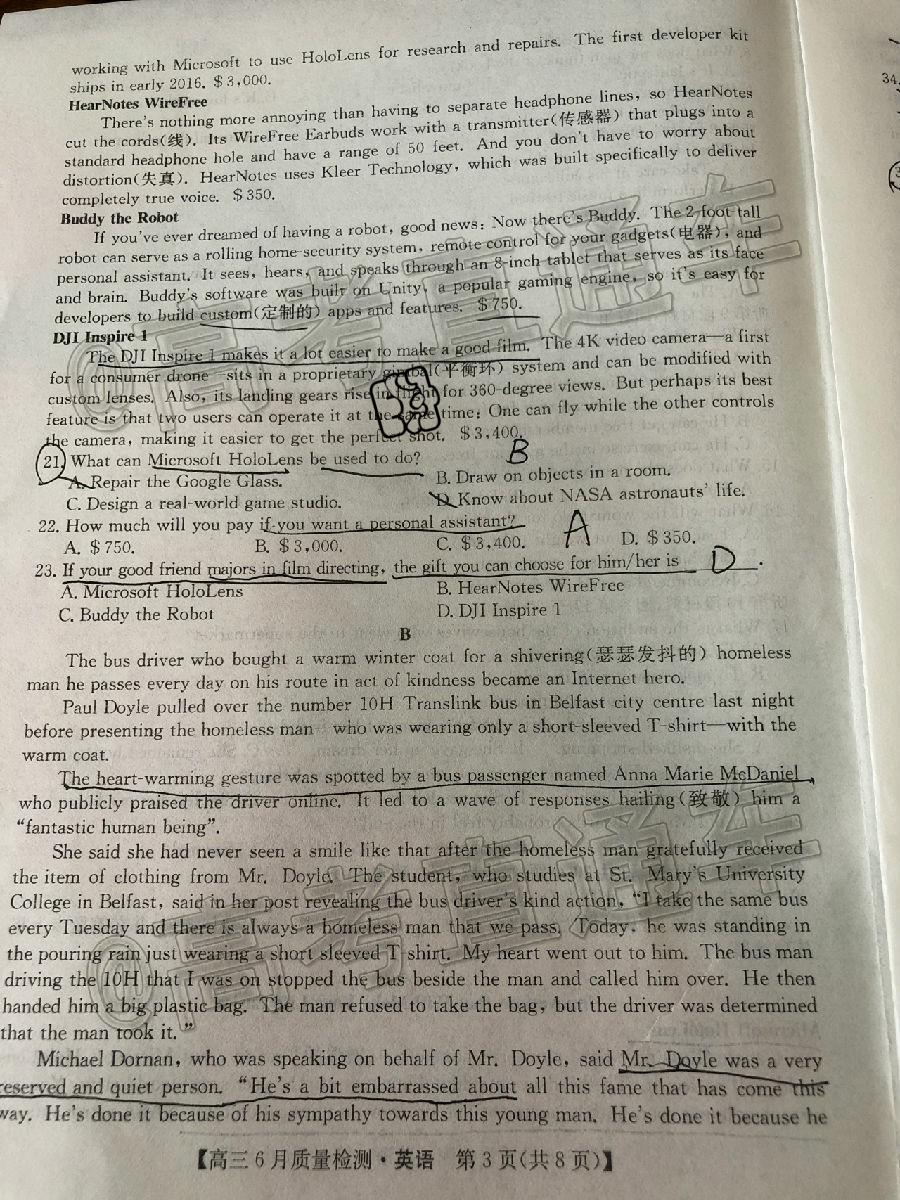 working with Microsoft to use HoloLens for research and repairs. The first developer kit
ships in early 2016. $3,000.
HearNotes WireFree
There's nothing more annoying than having to separate headphone lines, so HearNotes
cut the cords(线). Its WireFree Earbuds work with a transmitter(传感器) that plugs into a
standard headphone hole and have a range of 50 feet. And you don't have to worry about
distortion(失真). HearNotes uses Kleer Technology, which was built specifically to deliver
completely true voice. $350.
Buddy the Robot
If you've ever dreamed of having a robot, good news: Now there's Buddy. The 2-foot tall
robot can serve as a rolling home-security system, remote control for your gadgets(电器), and
personal assistant. It sees, hears, and speaks through an 8-inch tablet that serves as its face
and brain. Buddy's software was built on Unity, a popular gaming engine, so it's easy for
developers to build custom(定制的) apps and features. $750.
DJI Inspire 1
The DJI Inspire 1 makes it a lot easier to make a good film. The 4K video camera—a first
for a consumer drone—sits in a proprietary (平衡环) system and can be modified with
custom lenses. Also, its landing gears rise for 360-degree views. But perhaps its best
feature is that two users can operate it at the same time: One can fly while the other controls
the camera, making it easier to get the perfect shot. $3,400.
21. What can Microsoft HoloLens be used to do? B
A. Repair the Google Glass. B. Draw on objects in a room.
C. Design a real-world game studio. D. Know about NASA astronauts' life.
22. How much will you pay if you want a personal assistant? A
A. $750. B. $3,000. C. $3,400. D. $350.
23. If your good friend majors in film directing, the gift you can choose for him/her is D .
A. Microsoft HoloLens B. HearNotes WireFree
C. Buddy the Robot D. DJI Inspire 1
B
The bus driver who bought a warm winter coat for a shivering(瑟瑟发抖的) homeless
man he passes every day on his route in act of kindness became an Internet hero.
Paul Doyle pulled over the number 10H Translink bus in Belfast city centre last night
before presenting the homeless man—who was wearing only a short-sleeved T-shirt—with the
warm coat.
The heart-warming gesture was spotted by a bus passenger named Anna Marie McDaniel,
who publicly praised the driver online. It led to a wave of responses hailing(致敬) him a
“fantastic human being”.
She said she had never seen a smile like that after the homeless man gratefully received
the item of clothing from Mr. Doyle. The student, who studies at St. Mary's University
College in Belfast, said in her post revealing the bus driver's kind action, “I take the same bus
every Tuesday and there is always a homeless man that we pass. Today, he was standing in
the pouring rain just wearing a short sleeved T shirt. My heart went out to him. The bus man
driving the 10H that I was on stopped the bus beside the man and called him over. He then
handed him a big plastic bag. The man refused to take the bag, but the driver was determined
that the man took it.”
Michael Dornan, who was speaking on behalf of Mr. Doyle, said Mr. Doyle was a very
reserved and quiet person. “He's a bit embarrassed about all this fame that has come this
way. He's done it because of his sympathy towards this young man. He's done it because he
【高三6月质量检测·英语 第3页(共8页)】
34.
@高考直通车
@高考直通车